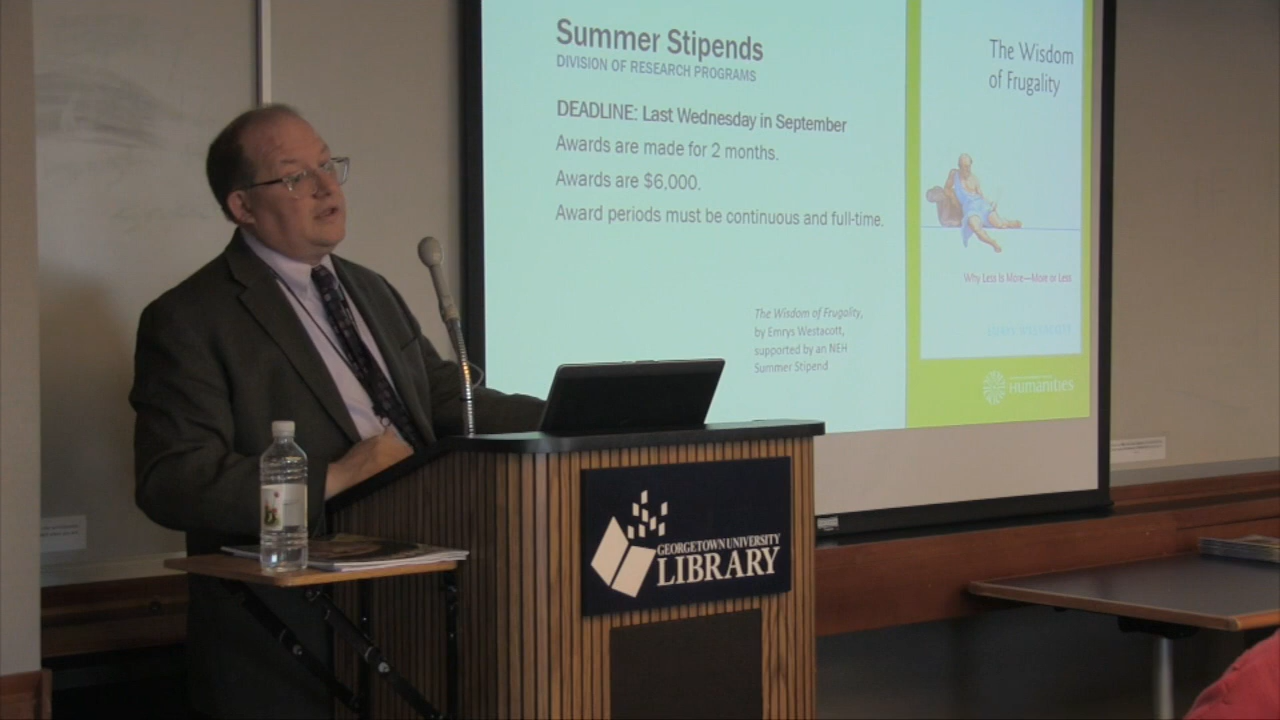 Summer Stipends
DIVISION OF RESEARCH PROGRAMS
DEADLINE: Last Wednesday in September
Awards are made for 2 months.
Awards are $6,000.
Award periods must be continuous and full-time.
The Wisdom of Frugality,
by Emrys Westacott,
supported by an NEH
Summer Stipend
The Wisdom
of Frugality
Why Less Is More—More or Less
EMRYS WESTACOTT
Humanities
GEORGETOWN UNIVERSITY
LIBRARY